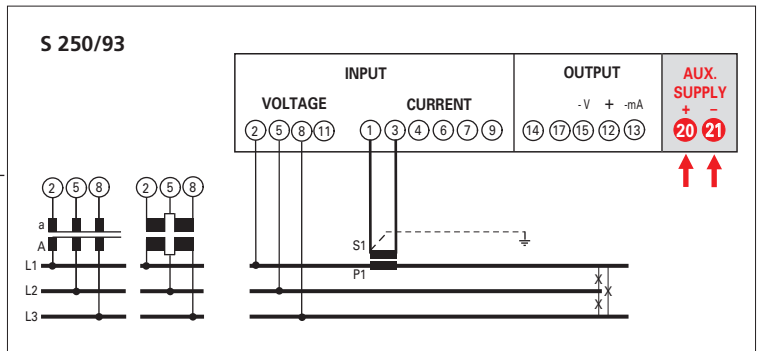 S 250/93
INPUT OUTPUT AUX. SUPPLY
VOLTAGE CURRENT - V + -mA + –
2 5 8 11 1 3 4 6 7 9 14 17 15 12 13 20 21
2 5 8 2 5 8
a
A
S1
P1
L1
L2
L3
X
X
X